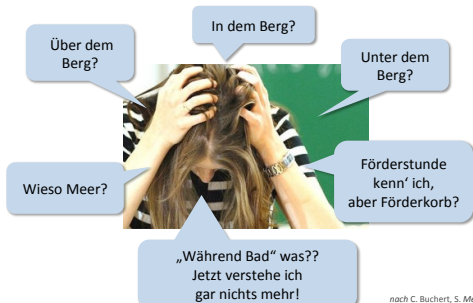 In dem Berg?
Über dem
Berg?
Unter dem
Berg?
Wieso Meer?
Förderstunde
kenn‘ ich,
aber Förderkorb?
„Während Bad“ was??
Jetzt verstehe ich
gar nichts mehr!
nach C. Buchert, S. Me